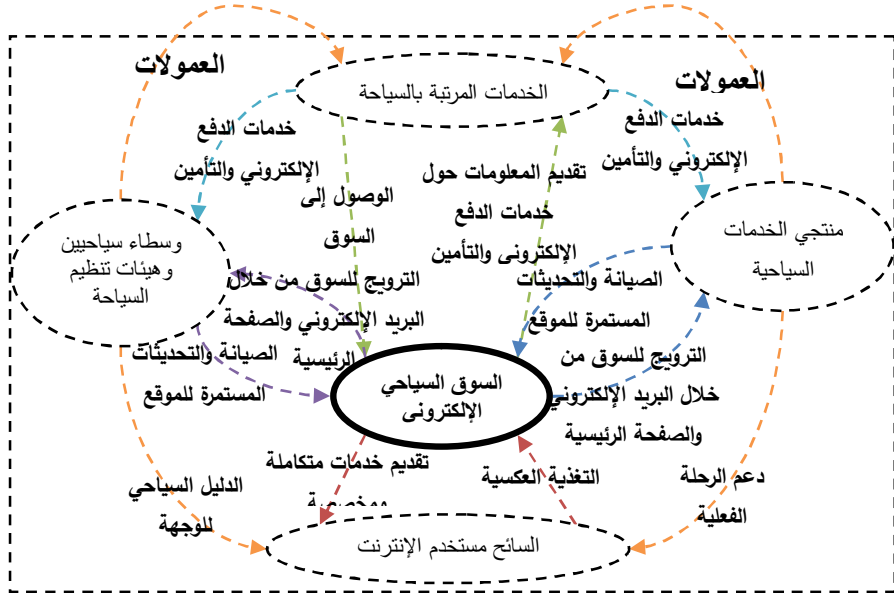 العمولات
العمولات
الخدمات المرتبة بالسياحة
خدمات الدفع
الإلكتروني والتأمين
خدمات الدفع
الإلكتروني والتأمين
تقديم المعلومات حول
خدمات الدفع
الإلكترونى والتأمين
الوصول إلى
السوق
منتجي الخدمات
السياحية
وسطاء سياحيين
وهيئات تنظيم
السياحة
الصيانة والتحديثات
المستمرة للموقع
الترويج للسوق من خلال
البريد الإلكتروني والصفحة
الرئيسية
الترويج للسوق من
خلال البريد الإلكتروني
والصفحة الرئيسية
الصيانة والتحديثات
المستمرة للموقع
السوق السياحي
الإلكترونى
دعم الرحلة
الفعلية
التغذية العكسية
تقديم خدمات متكاملة
الدليل السياحي
للوجهة
السائح مستخدم الإنترنت